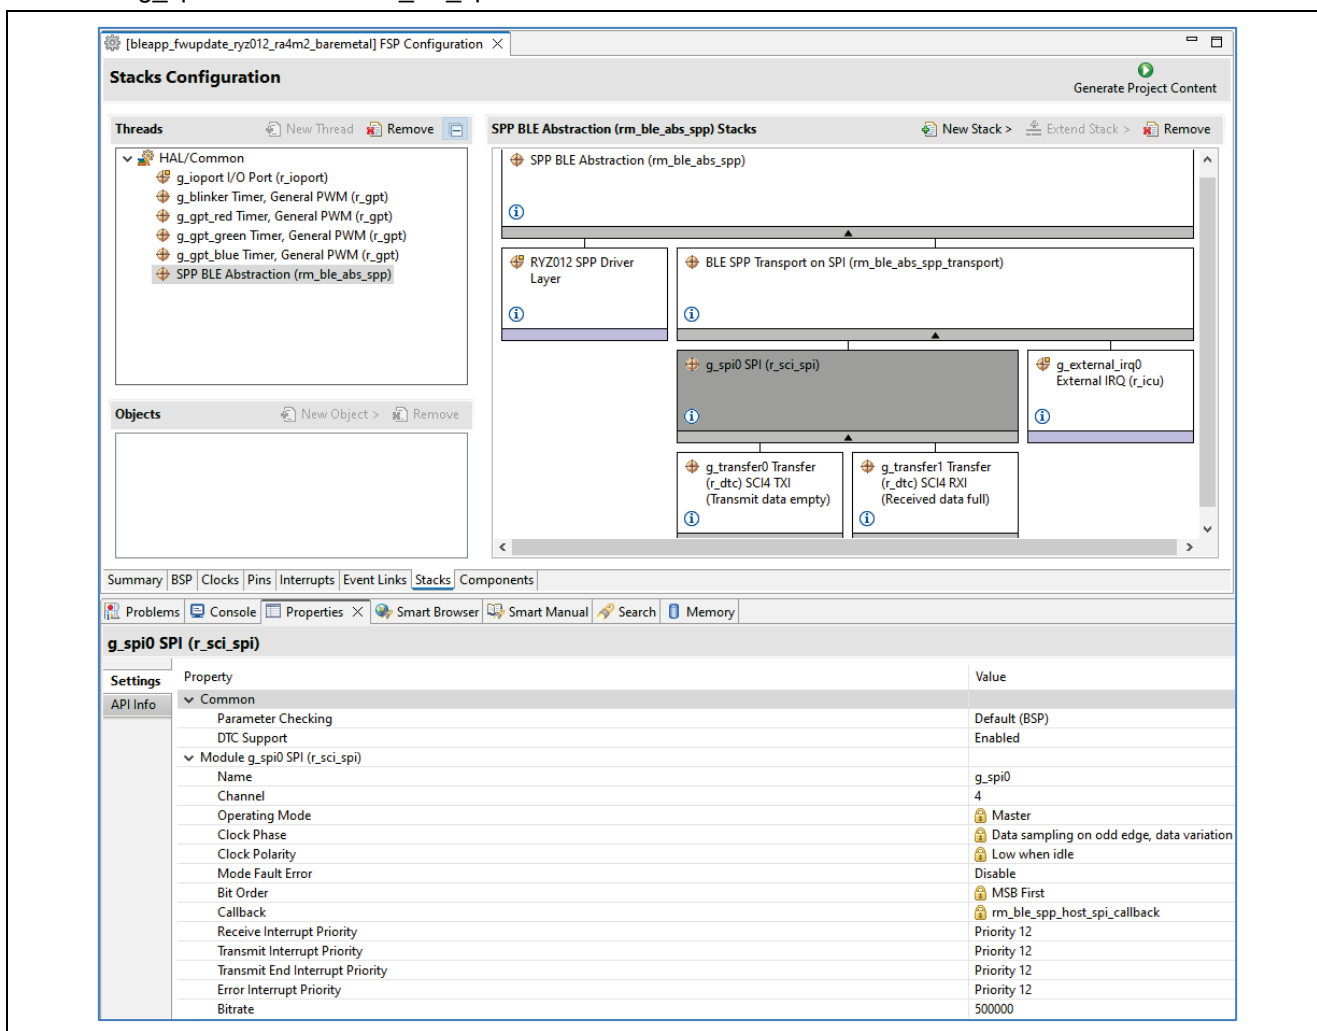 [bleapp_fwupdate_ryz012_ra4m2_baremetal] FSP Configuration
Stacks Configuration
Generate Project Content
Threads
New Thread
Remove
HAL/Common
g_ioport I/O Port (r_ioport)
g_blinker Timer, General PWM (r_gpt)
g_gpt_red Timer, General PWM (r_gpt)
g_gpt_green Timer, General PWM (r_gpt)
g_gpt_blue Timer, General PWM (r_gpt)
SPP BLE Abstraction (rm_ble_abs_spp)
Objects
New Object >
Remove
SPP BLE Abstraction (rm_ble_abs_spp) Stacks
New Stack >
Extend Stack >
Remove
SPP BLE Abstraction (rm_ble_abs_spp)
RYZ012 SPP Driver
Layer
BLE SPP Transport on SPI (rm_ble_abs_spp_transport)
g_spi0 SPI (r_sci_spi)
g_external_irq0
External IRQ (r_icu)
g_transfer0 Transfer
(r_dtc) SCI4 TXI
(Transmit data empty)
g_transfer1 Transfer
(r_dtc) SCI4 RXI
(Received data full)
Summary BSP Clocks Pins Interrupts Event Links Stacks Components
Problems Console Properties Smart Browser Smart Manual Search Memory
g_spi0 SPI (r_sci_spi)
Settings
API Info
Property Value
Common
Parameter Checking Default (BSP)
DTC Support Enabled
Module g_spi0 SPI (r_sci_spi)
Name g_spi0
Channel 4
Operating Mode Master
Clock Phase Data sampling on odd edge, data variation
Clock Polarity Low when idle
Mode Fault Error Disable
Bit Order MSB First
Callback rm_ble_spp_host_spi_callback
Receive Interrupt Priority Priority 12
Transmit Interrupt Priority Priority 12
Transmit End Interrupt Priority Priority 12
Error Interrupt Priority Priority 12
Bitrate 500000